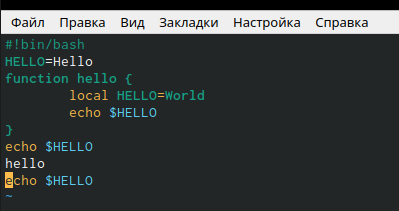 Файл Правка Вид Закладки Настройка Справка
#!bin/bash
HELLO=Hello
function hello {
        local HELLO=World
        echo $HELLO
}
echo $HELLO
hello
echo $HELLO
~